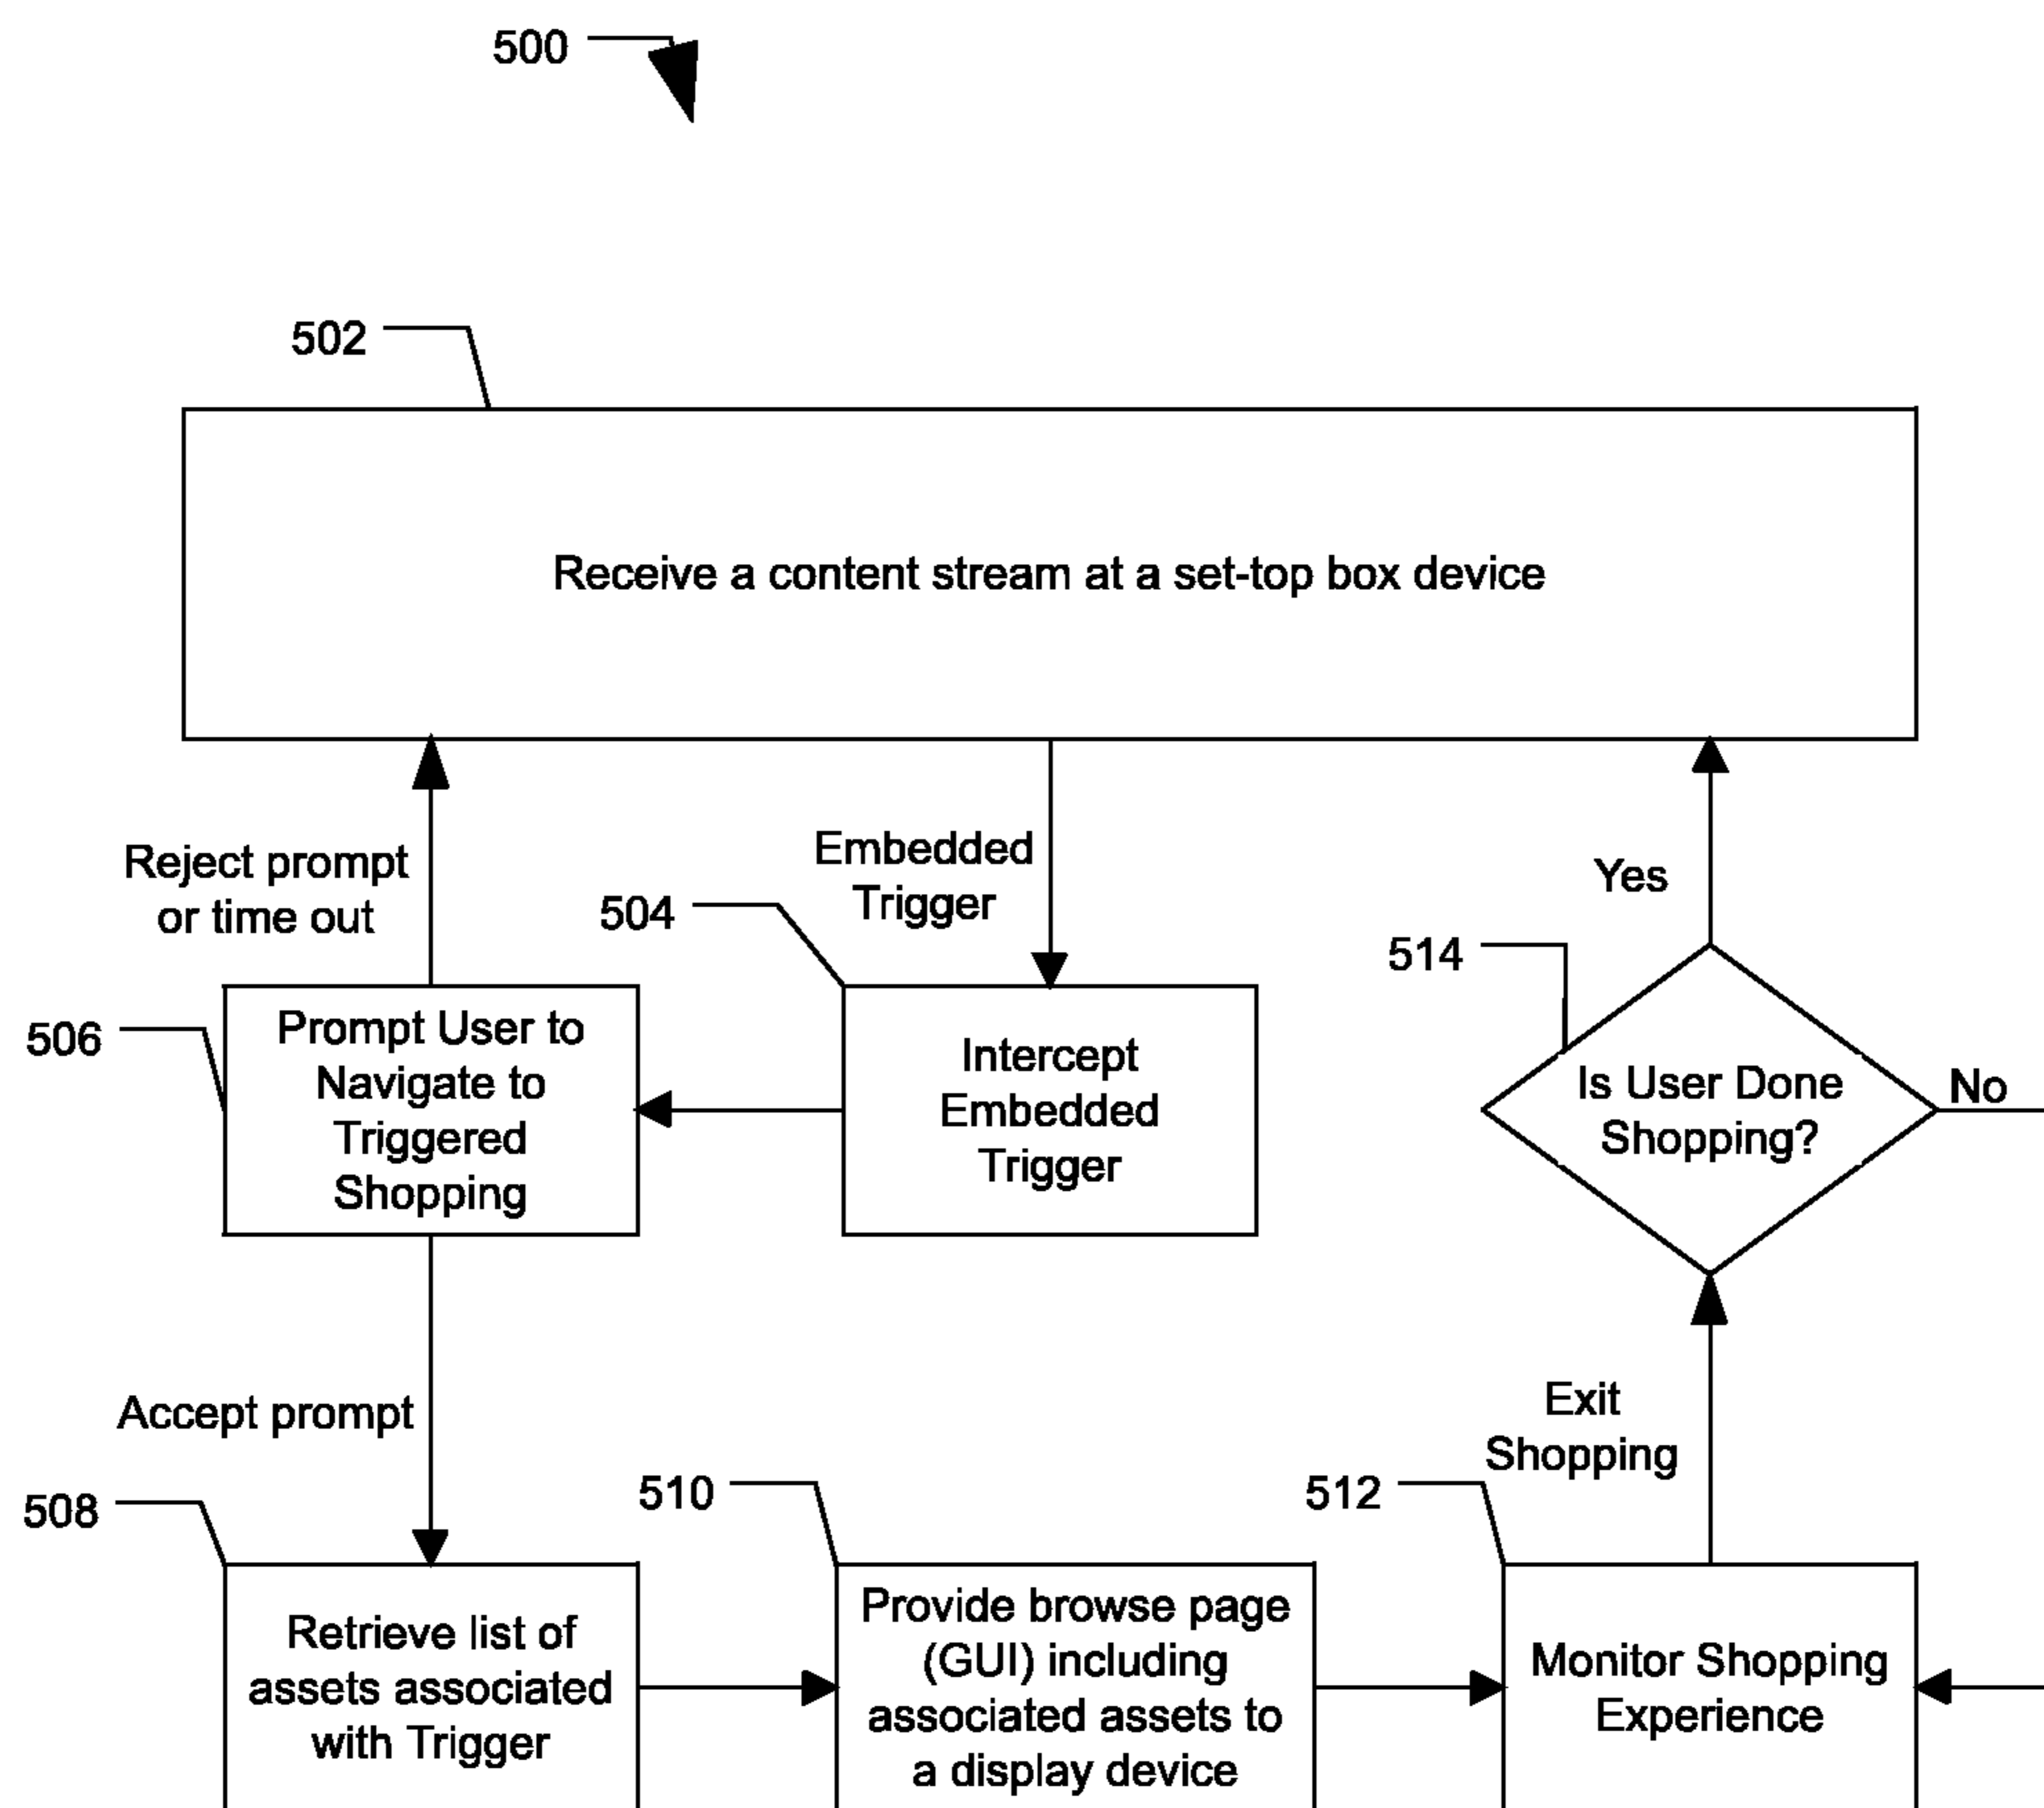 500
502
Receive a content stream at a set-top box device
Reject prompt
or time out
Embedded
Trigger
Yes
504
514
506
Prompt User to
Navigate to
Triggered
Shopping
Intercept
Embedded
Trigger
Is User Done
Shopping?
No
Accept prompt
Exit
Shopping
508
510
512
Retrieve list of
assets associated
with Trigger
Provide browse page
(GUI) including
associated assets to
a display device
Monitor Shopping
Experience